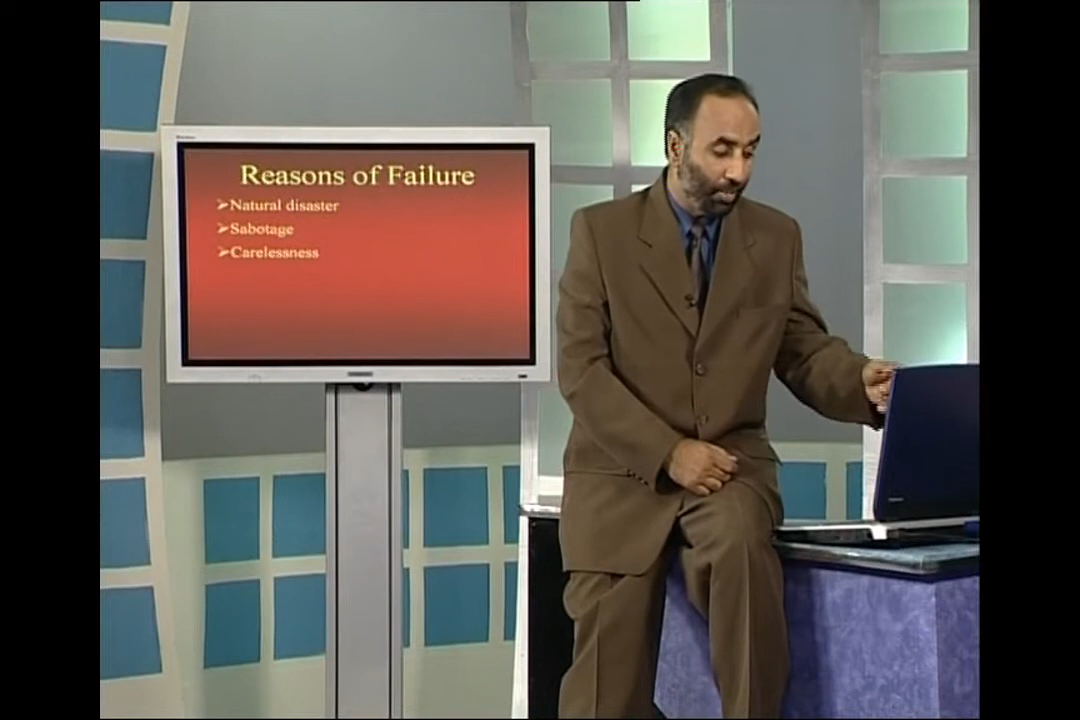 Reasons of Failure
➢Natural disaster
➢Sabotage
➢Carelessness